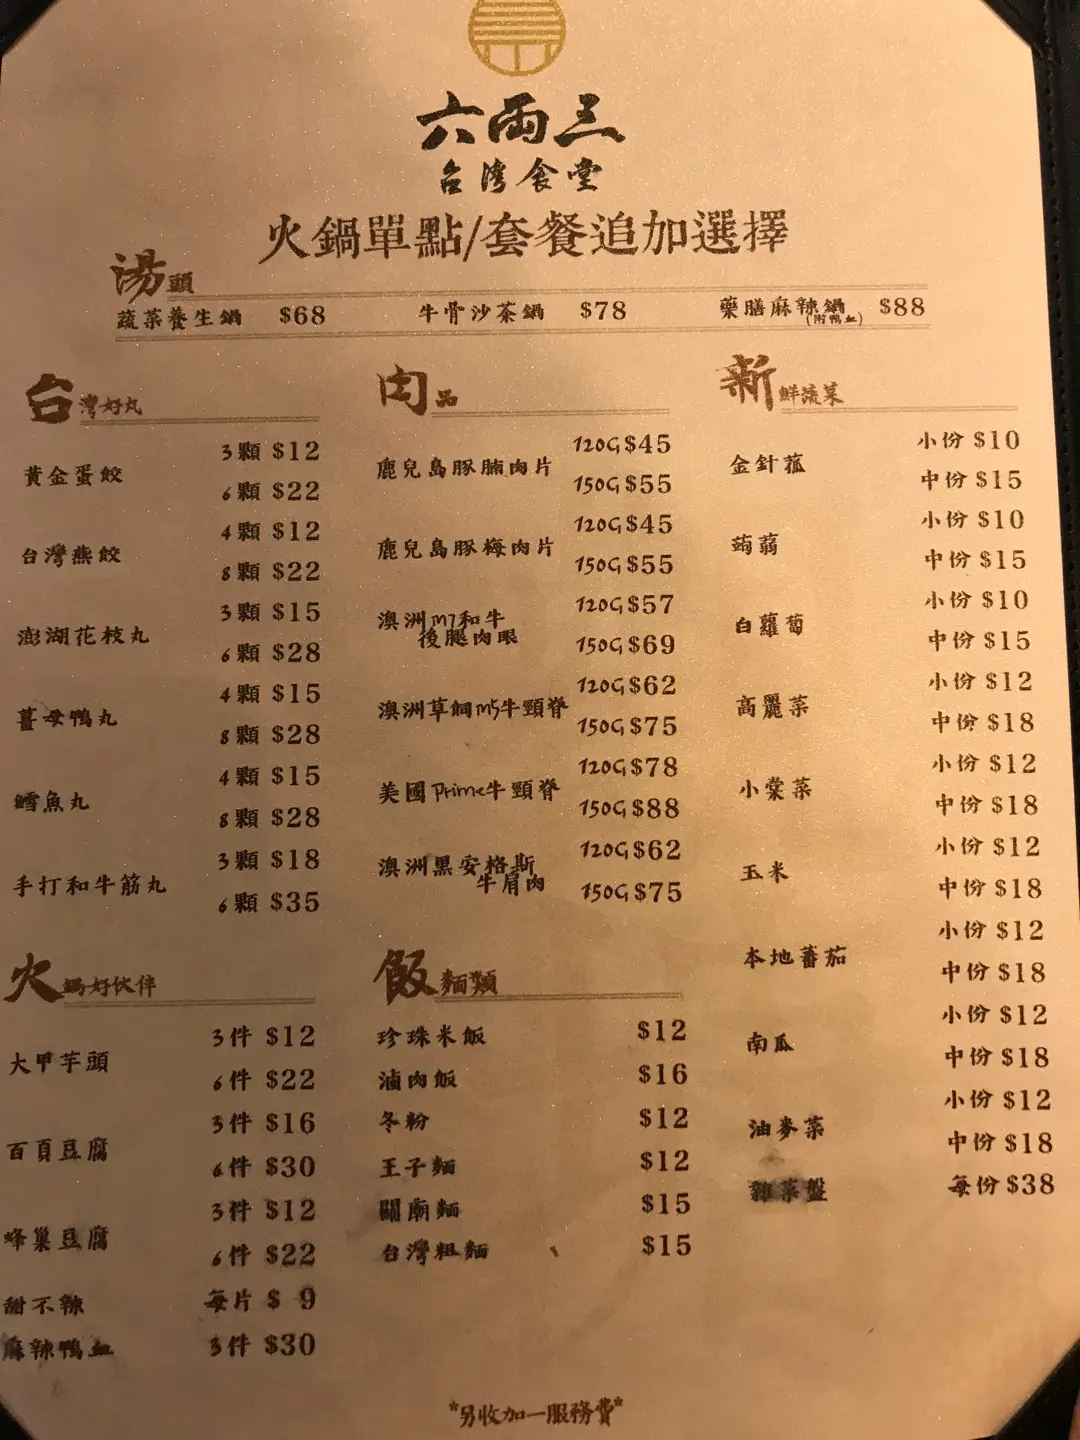 六兩三
台灣食堂
火鍋單點/套餐追加選擇
湯頭
蔬菜養生鍋 $68 牛骨沙茶鍋 $78 藥膳麻辣鍋 $88
(附鴨血)
台灣好丸
黃金蛋餃 3顆 $12
6顆 $22
台灣燕餃 4顆 $12
8顆 $22
澎湖花枝丸 3顆 $15
6顆 $28
薑母鴨丸 4顆 $15
8顆 $28
鱈魚丸 4顆 $15
8顆 $28
手打和牛筋丸 3顆 $18
6顆 $35
火鍋好伙伴
大甲芋頭 3件 $12
6件 $22
百頁豆腐 3件 $16
6件 $30
蜂巢豆腐 3件 $12
6件 $22
甜不辣 每片 $ 9
麻辣鴨血 3件 $30
肉品
鹿兒島豚腩肉片 120G $45
150G $55
鹿兒島豚梅肉片 120G $45
150G $55
澳洲M7和牛
後腿肉眼 120G $57
150G $69
澳洲草飼M5牛頸脊 120G $62
150G $75
美國Prime牛頸脊 120G $78
150G $88
澳洲黑安格斯
牛肩肉 120G $62
150G $75
飯麵類
珍珠米飯 $12
滷肉飯 $16
冬粉 $12
王子麵 $12
關廟麵 $15
台灣粗麵 $15
新鮮蔬菜
金針菰 小份 $10
中份 $15
蒟蒻 小份 $10
中份 $15
白蘿蔔 小份 $10
中份 $15
高麗菜 小份 $12
中份 $18
小棠菜 小份 $12
中份 $18
玉米 小份 $12
中份 $18
本地蕃茄 小份 $12
中份 $18
南瓜 小份 $12
中份 $18
油麥菜 小份 $12
中份 $18
雜菜盤 每份 $38
*另收加一服務費*